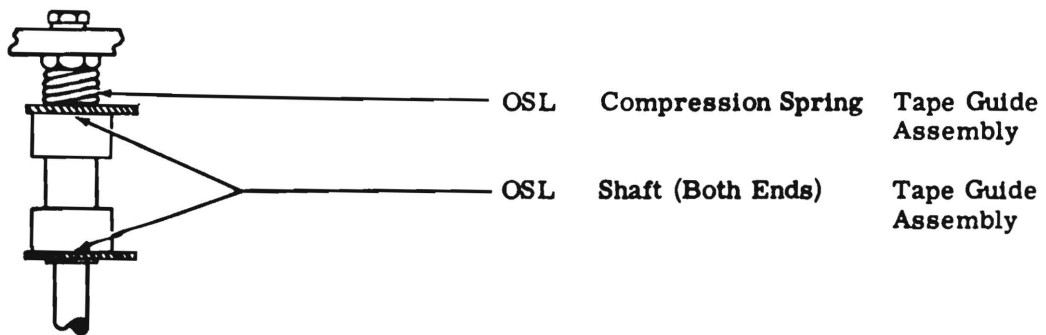 OSL Compression Spring Tape Guide
Assembly
OSL Shaft (Both Ends) Tape Guide
Assembly